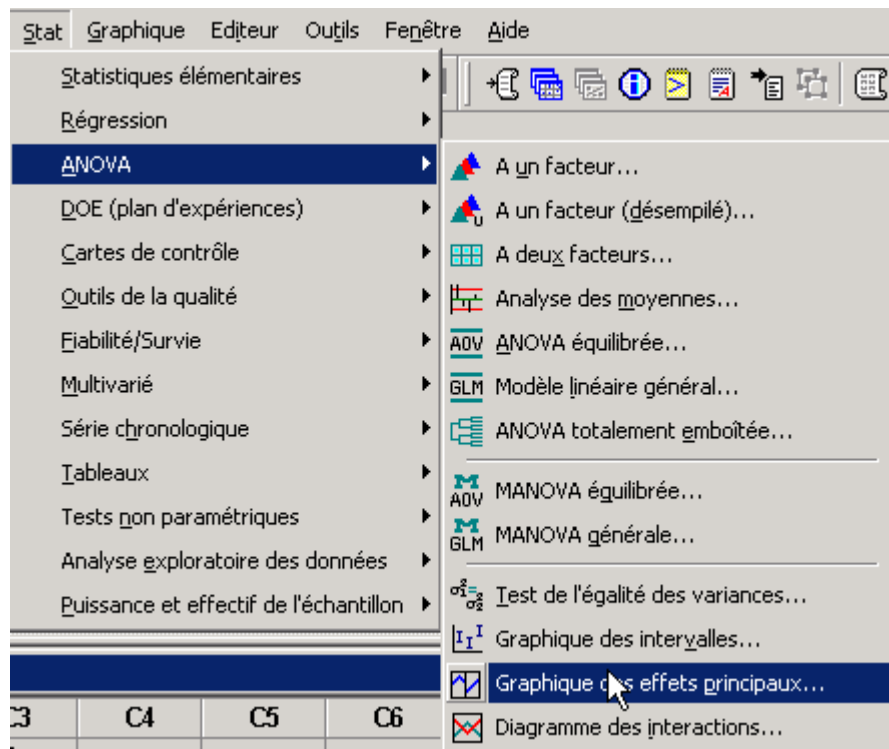 Stat Graphique Editeur Outils Fenêtre Aide
Statistiques élémentaires
Régression
ANOVA
DOE (plan d'expériences)
Cartes de contrôle
Outils de la qualité
Fiabilité/Survie
Multivarié
Série chronologique
Tableaux
Tests non paramétriques
Analyse exploratoire des données
Puissance et effectif de l'échantillon
A un facteur...
U A un facteur (désempilé)...
A deux facteurs...
Analyse des moyennes...
AOV ANOVA équilibrée...
GLM Modèle linéaire général...
ANOVA totalement emboîtée...
M AOV MANOVA équilibrée...
M GLM MANOVA générale...
Test de l'égalité des variances...
Graphique des intervalles...
Graphique des effets principaux...
Diagramme des interactions...
C3 C4 C5 C6